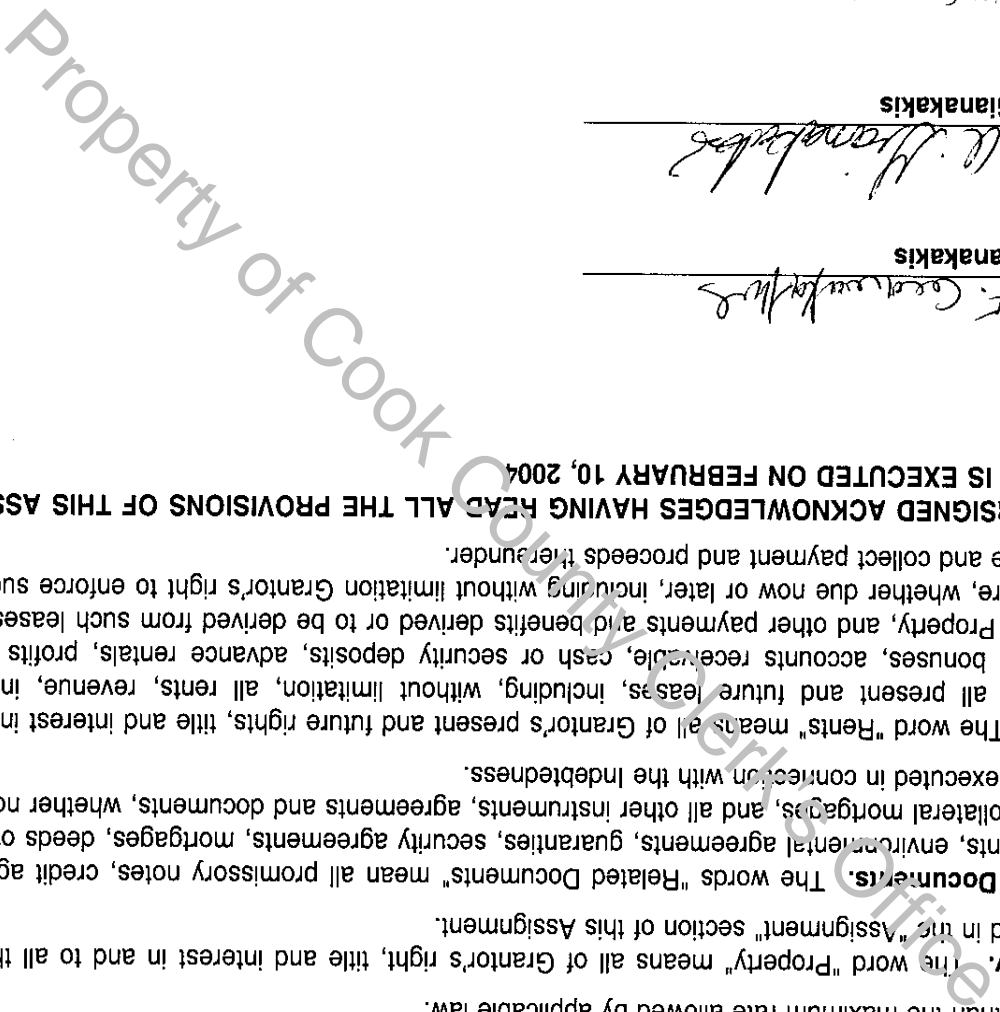 than the maximum rate allowed by applicable law.
y. The word "Property" means all of Grantor's right, title and interest in and to all th
d in the "Assignment" section of this Assignment.
Documents. The words "Related Documents" mean all promissory notes, credit ag
nts, environmental agreements, guaranties, security agreements, mortgages, deeds o
ollateral mortgages, and all other instruments, agreements and documents, whether no
executed in connection with the Indebtedness.
The word "Rents" means all of Grantor's present and future rights, title and interest in
all present and future leases, including, without limitation, all rents, revenue, in
bonuses, accounts receivable, cash or security deposits, advance rentals, profits
Property, and other payments and benefits derived or to be derived from such leases
re, whether due now or later, including without limitation Grantor's right to enforce su
e and collect payment and proceeds thereunder.
RSIGNED ACKNOWLEDGES HAVING READ ALL THE PROVISIONS OF THIS ASS
IS EXECUTED ON FEBRUARY 10, 2004
anakakis
Gianakakis
Property of Cook County Clerk's Office